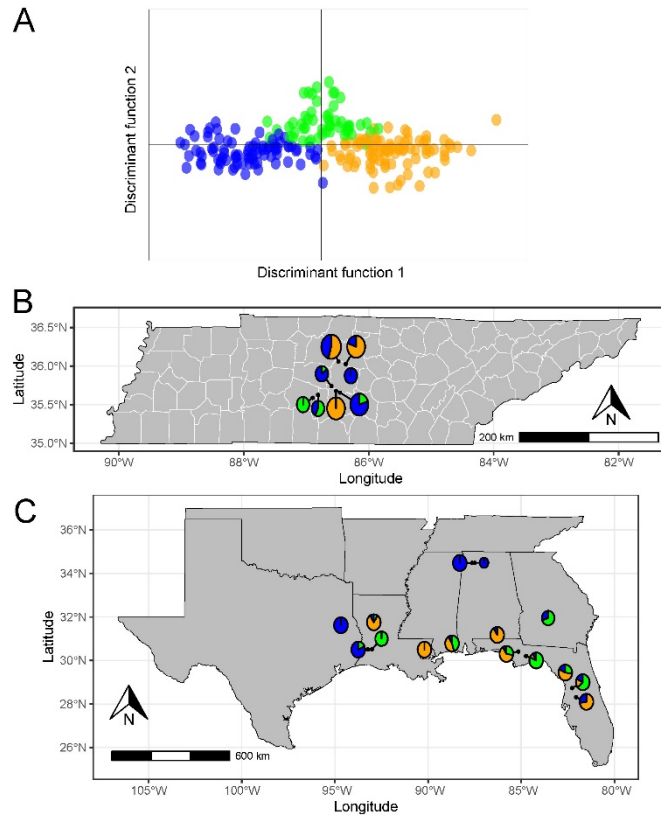 A
Discriminant function 2
Discriminant function 1
B
36.5°N
36.0°N
35.5°N
35.0°N
Latitude
N
200 km
90°W 88°W 86°W 84°W 82°W
Longitude
C
36°N
34°N
32°N
30°N
28°N
26°N
Latitude
N
600 km
105°W 100°W 95°W 90°W 85°W 80°W
Longitude